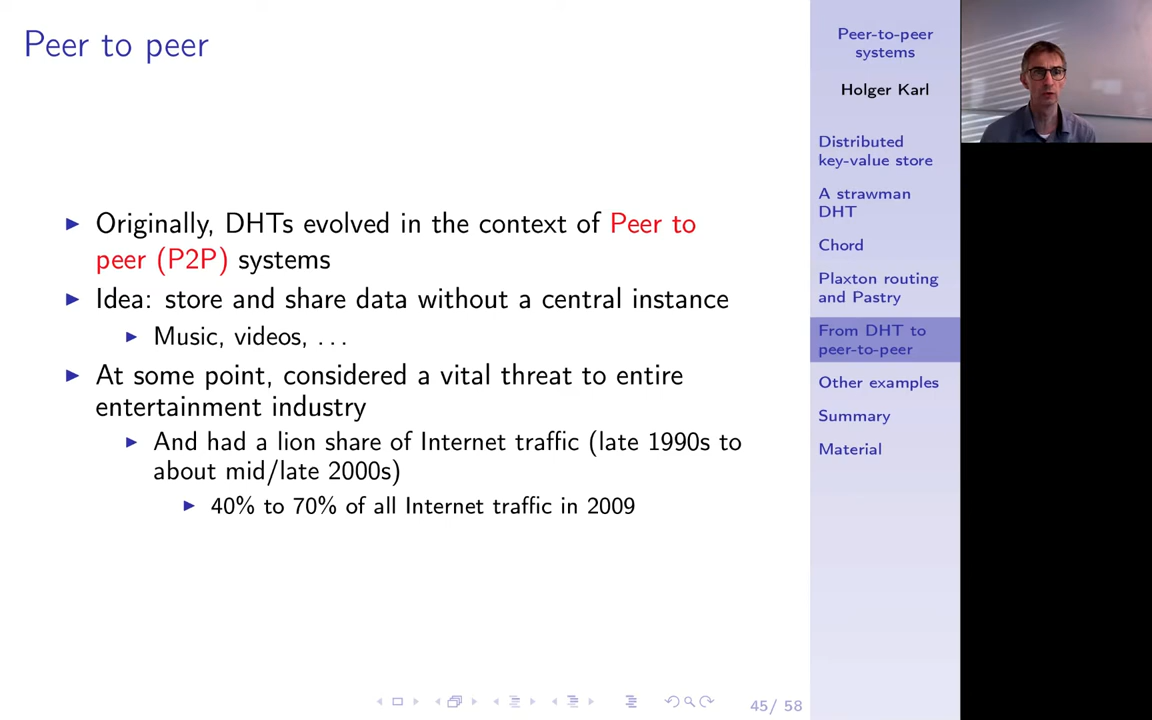 Peer to peer
Originally, DHTs evolved in the context of Peer to
peer (P2P) systems
Idea: store and share data without a central instance
Music, videos, ...
At some point, considered a vital threat to entire
entertainment industry
And had a lion share of Internet traffic (late 1990s to
about mid/late 2000s)
40% to 70% of all Internet traffic in 2009
45/ 58
Peer-to-peer
systems
Holger Karl
Distributed
key-value store
A strawman
DHT
Chord
Plaxton routing
and Pastry
From DHT to
peer-to-peer
Other examples
Summary
Material